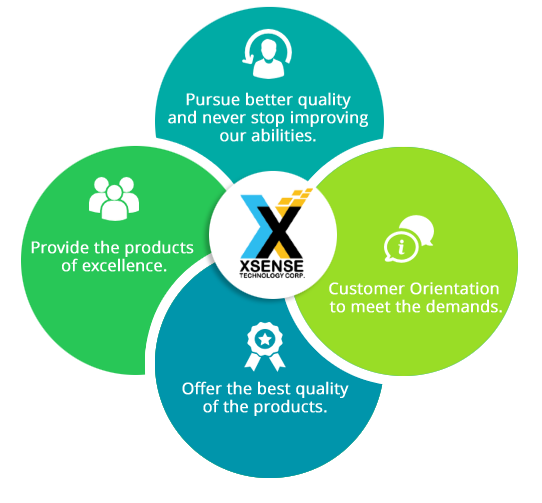 Pursue better quality
and never stop improving
our abilities.
Provide the products
of excellence.
XSENSE
TECHNOLOGY CORP.
Customer Orientation
to meet the demands.
Offer the best quality
of the products.